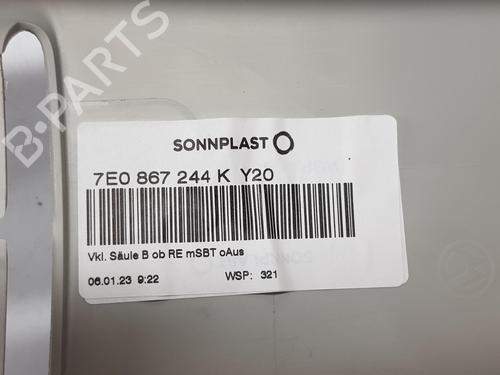 SONNPLAST
7E0 867 244 K Y20
Vkl. Säule B ob RE mSBT oAus
06.01.23 9:22 WSP: 321
B-PARTS